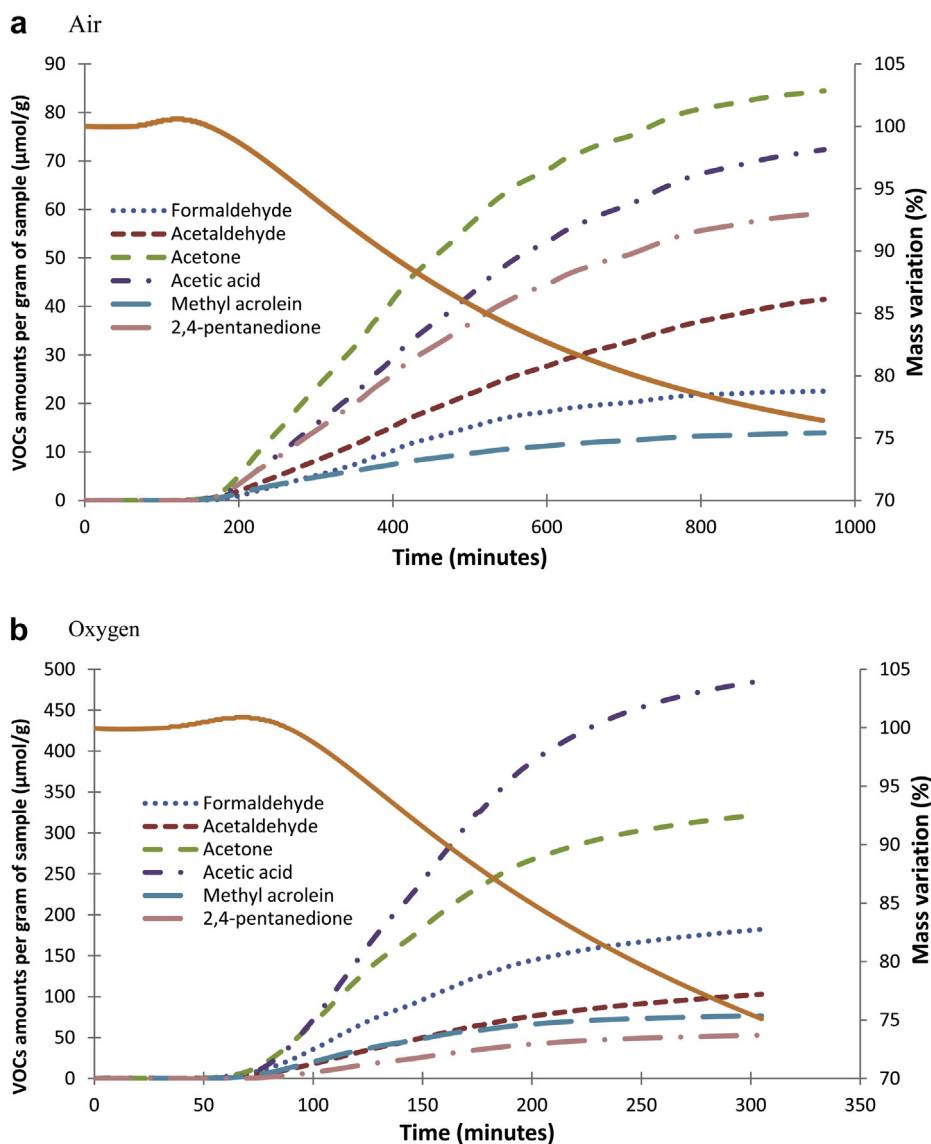 a Air
VOCs amounts per gram of sample (µmol/g)
90
80
70
60
50
40
30
20
10
0
Formaldehyde
Acetaldehyde
Acetone
Acetic acid
Methyl acrolein
2,4-pentanedione
105
100
95
90
85
80
75
70
Mass variation (%)
0 200 400 600 800 1000
Time (minutes)
b Oxygen
VOCs amounts per gram of sample (µmol/g)
500
450
400
350
300
250
200
150
100
50
0
Formaldehyde
Acetaldehyde
Acetone
Acetic acid
Methyl acrolein
2,4-pentanedione
105
100
95
90
85
80
75
70
Mass variation (%)
0 50 100 150 200 250 300 350
Time (minutes)